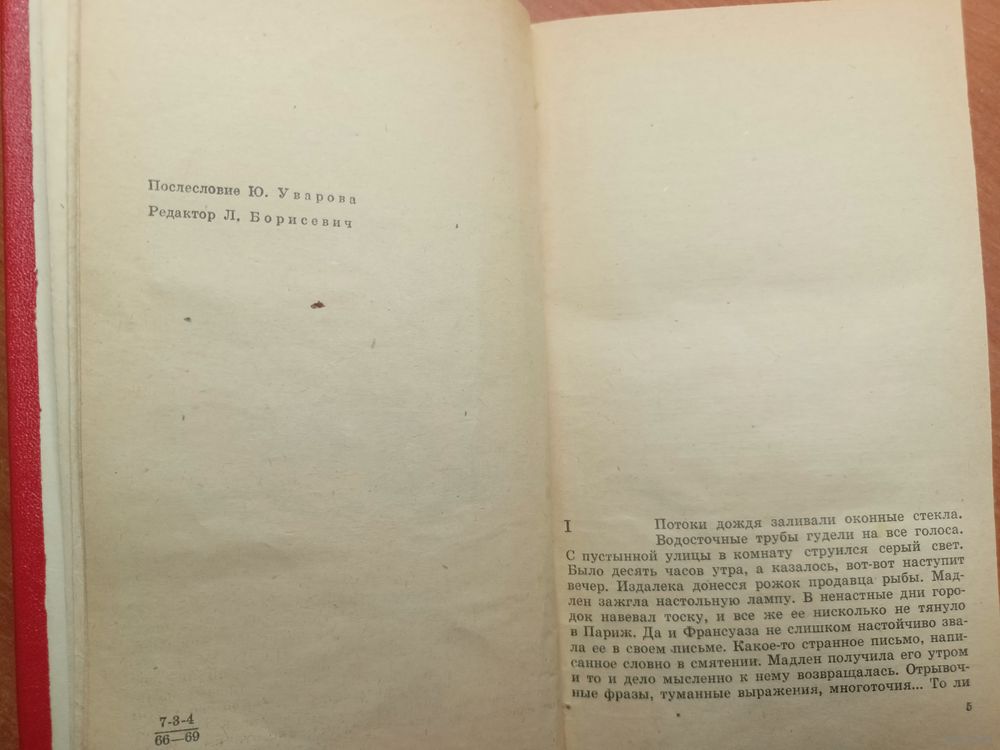 Послесловие Ю. Уварова
Редактор Л. Борисевич
7-3-4
66—69
I
Потоки дождя заливали оконные стекла.
Водосточные трубы гудели на все голоса.
С пустынной улицы в комнату струился серый свет.
Было десять часов утра, а казалось, вот-вот наступит
вечер. Издалека донесся рожок продавца рыбы. Мад-
лен зажгла настольную лампу. В ненастные дни горо-
док навевал тоску, и все же ее нисколько не тянуло
в Париж. Да и Франсуаза не слишком настойчиво зва-
ла ее в своем письме. Какое-то странное письмо, напи-
санное словно в смятении. Мадлен получила его утром
и то и дело мысленно к нему возвращалась. Отрывоч-
ные фразы, туманные выражения, многоточия... То ли
5